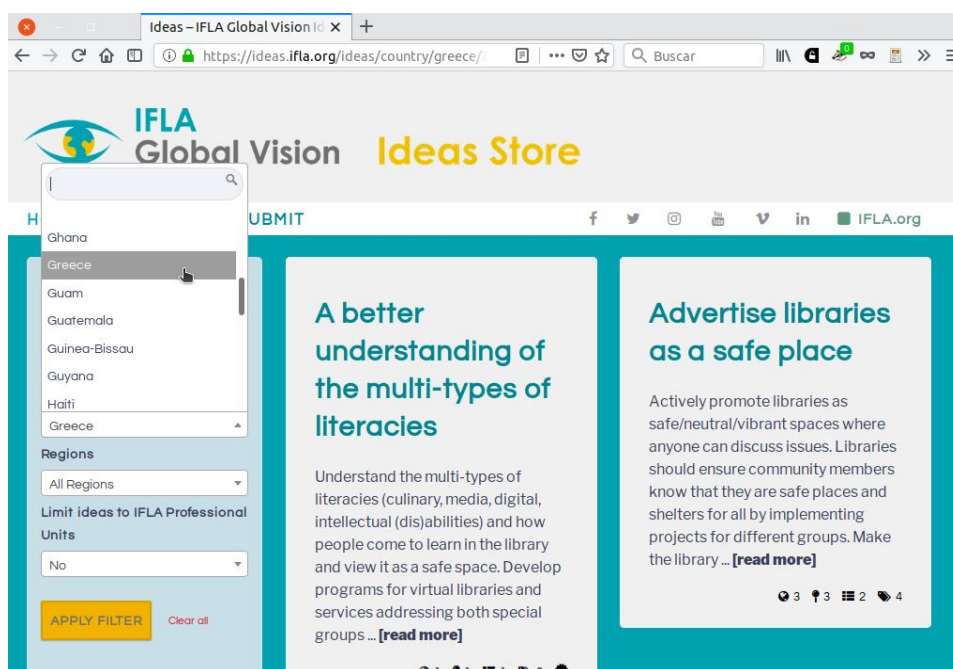 Ideas – IFLA Global Vision Id
https://ideas.ifla.org/ideas/country/greece/
Buscar
IFLA
Global Vision
Ideas Store
H
UBMIT
IFLA.org
Ghana
Greece
Guam
Guatemala
Guinea-Bissau
Guyana
Haiti
Greece
Regions
All Regions
Limit ideas to IFLA Professional
Units
No
APPLY FILTER Clear all
A better
understanding of
the multi-types of
literacies
Understand the multi-types of
literacies (culinary, media, digital,
intellectual (dis)abilities) and how
people come to learn in the library
and view it as a safe space. Develop
programs for virtual libraries and
services addressing both special
groups ... [read more]
Advertise libraries
as a safe place
Actively promote libraries as
safe/neutral/vibrant spaces where
anyone can discuss issues. Libraries
should ensure community members
know that they are safe places and
shelters for all by implementing
projects for different groups. Make
the library ... [read more]
3 3 2 4